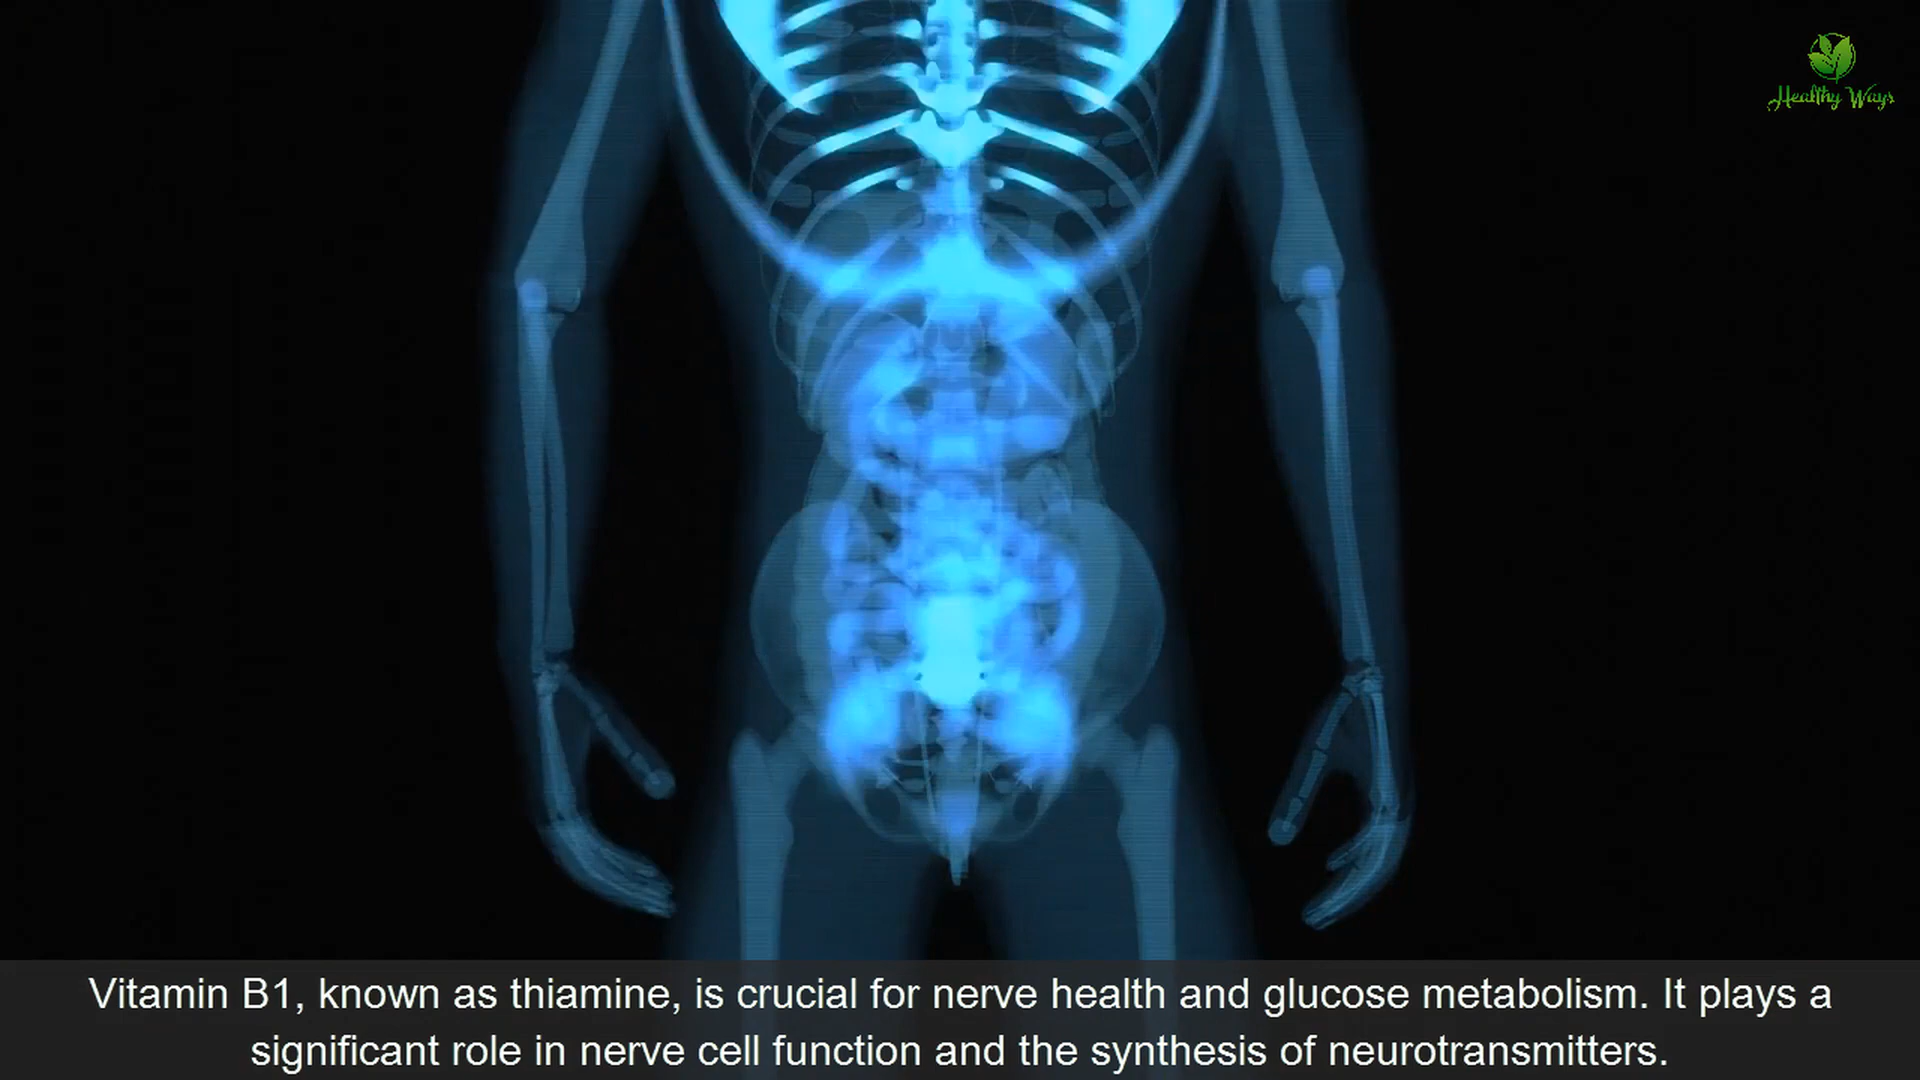 Healthy Ways
Vitamin B1, known as thiamine, is crucial for nerve health and glucose metabolism. It plays a
significant role in nerve cell function and the synthesis of neurotransmitters.